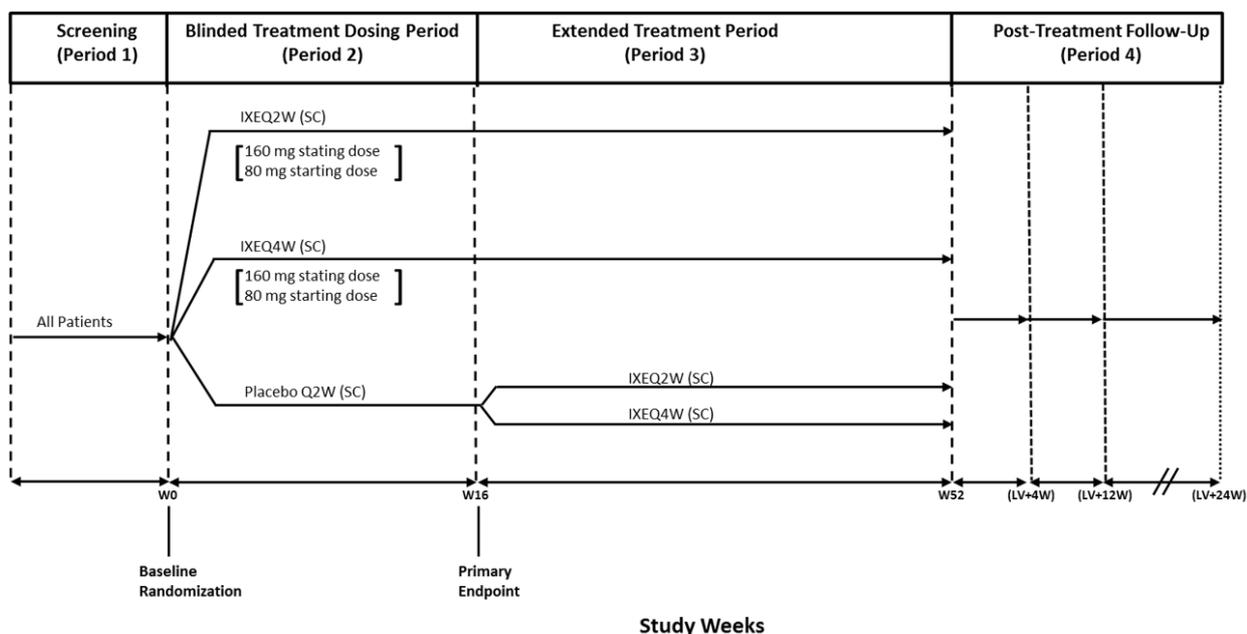 Screening
(Period 1)
Blinded Treatment Dosing Period
(Period 2)
Extended Treatment Period
(Period 3)
Post-Treatment Follow-Up
(Period 4)
IXEQ2W (SC)
160 mg stating dose
80 mg starting dose
IXEQ4W (SC)
160 mg stating dose
80 mg starting dose
All Patients
Placebo Q2W (SC)
IXEQ2W (SC)
IXEQ4W (SC)
W0
W16
W52
(LV+4W)
(LV+12W)
(LV+24W)
Baseline
Randomization
Primary
Endpoint
Study Weeks